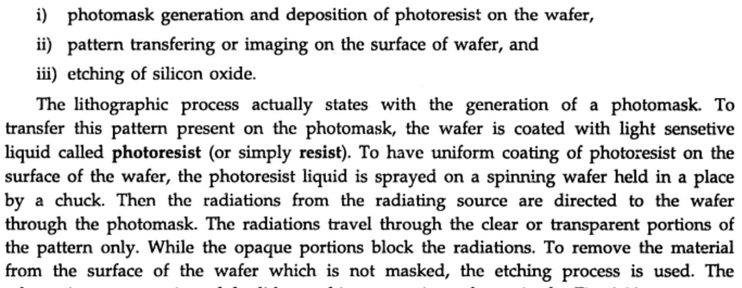 i) photomask generation and deposition of photoresist on the wafer,
ii) pattern transfering or imaging on the surface of wafer, and
iii) etching of silicon oxide.
The lithographic process actually states with the generation of a photomask. To
transfer this pattern present on the photomask, the wafer is coated with light sensetive
liquid called photoresist (or simply resist). To have uniform coating of photoresist on the
surface of the wafer, the photoresist liquid is sprayed on a spinning wafer held in a place
by a chuck. Then the radiations from the radiating source are directed to the wafer
through the photomask. The radiations travel through the clear or transparent portions of
the pattern only. While the opaque portions block the radiations. To remove the material
from the surface of the wafer which is not masked, the etching process is used. The